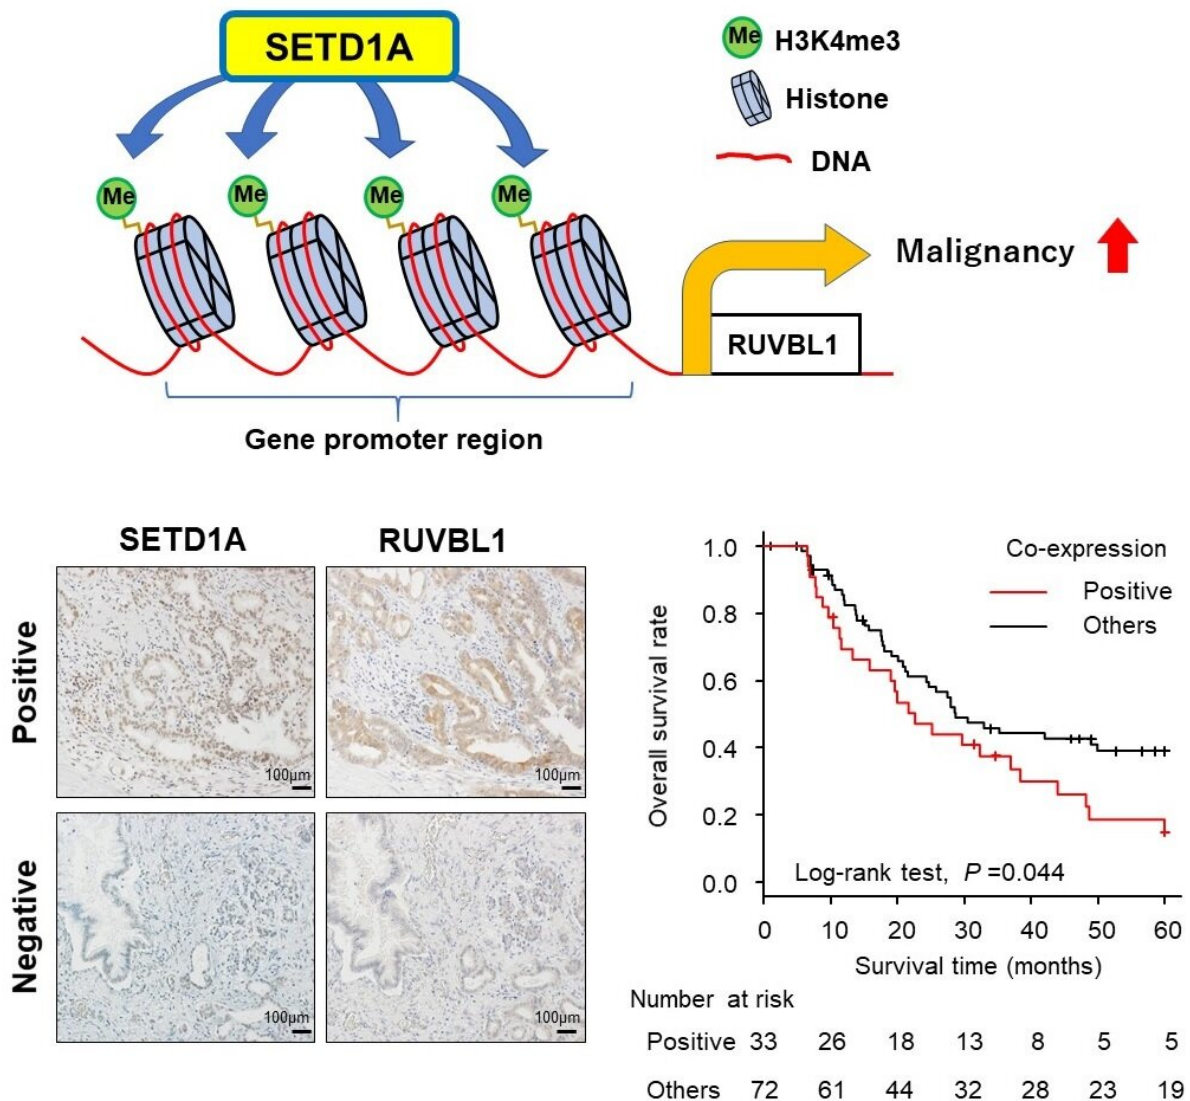 SETD1A
Me H3K4me3
Histone
DNA
Me Me Me Me
Malignancy
RUVBL1
Gene promoter region
SETD1A RUVBL1
Positive
100μm 100μm
Negative
100μm 100μm
Co-expression
Positive
Others
Overall survival rate
1.0
0.8
0.6
0.4
0.2
0.0
Log-rank test, P =0.044
0 10 20 30 40 50 60
Survival time (months)
Number at risk
Positive 33 26 18 13 8 5 5
Others 72 61 44 32 28 23 19